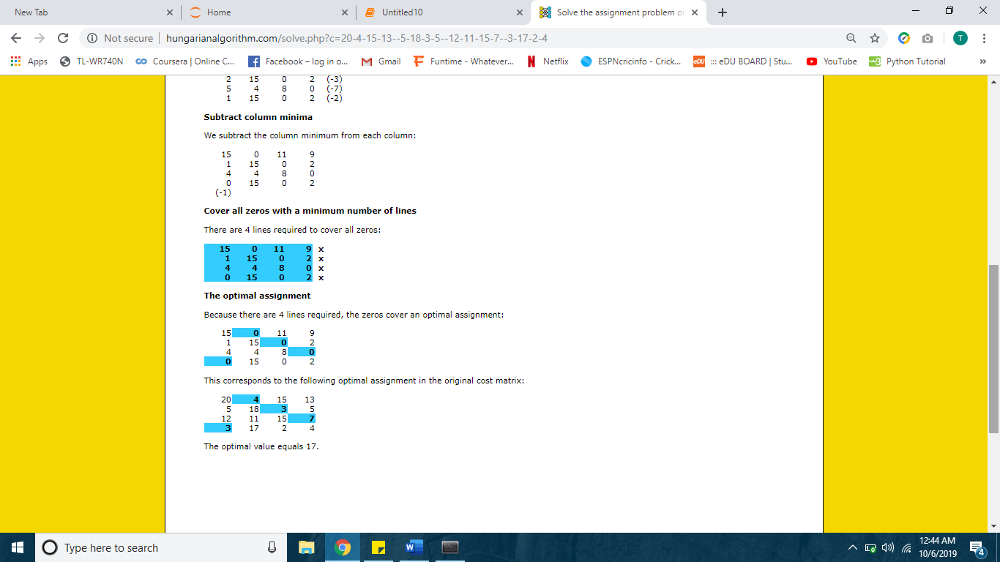 New Tab
Home
Untitled10
Solve the assignment problem o
Not secure | hungarianalgorithm.com/solve.php?c=20-4-15-13--5-18-3-5--12-11-15-7--3-17-2-4
T
Apps TL-WR740N Coursera | Online C... Facebook – log in o... Gmail Funtime - Whatever... Netflix ESPNcricinfo - Crick... eDU ::: eDU BOARD | Stu... YouTube w3 Python Tutorial »
2 15 0 2 (-3)
5 4 8 0 (-7)
1 15 0 2 (-2)
Subtract column minima
We subtract the column minimum from each column:
15 0 11 9
1 15 0 2
4 4 8 0
0 15 0 2
(-1)
Cover all zeros with a minimum number of lines
There are 4 lines required to cover all zeros:
15 0 11 9 x
1 15 0 2 x
4 4 8 0 x
0 15 0 2 x
The optimal assignment
Because there are 4 lines required, the zeros cover an optimal assignment:
15 0 11 9
1 15 0 2
4 4 8 0
0 15 0 2
This corresponds to the following optimal assignment in the original cost matrix:
20 4 15 13
5 18 3 5
12 11 15 7
3 17 2 4
The optimal value equals 17.
Type here to search
W
12:44 AM
10/6/2019
4